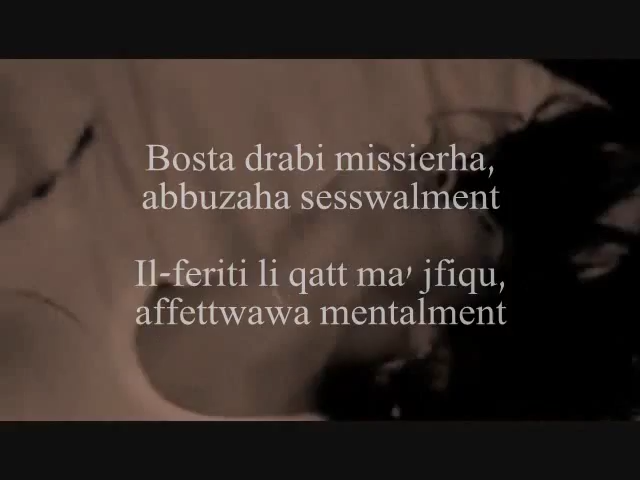 Bosta drabi missierha,
abbuzaha sesswalment
Il-feriti li qatt ma' jfiqu,
affettwawa mentalment